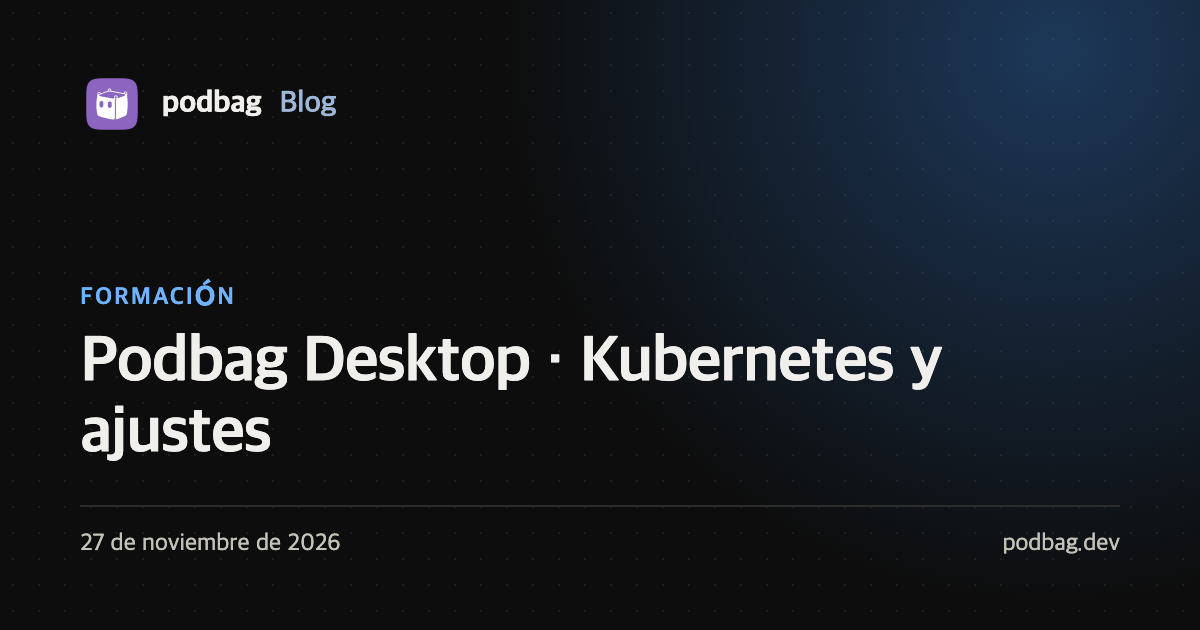 podbag Blog
FORMACIÓN
Podbag Desktop · Kubernetes y
ajustes
27 de noviembre de 2026
podbag.dev